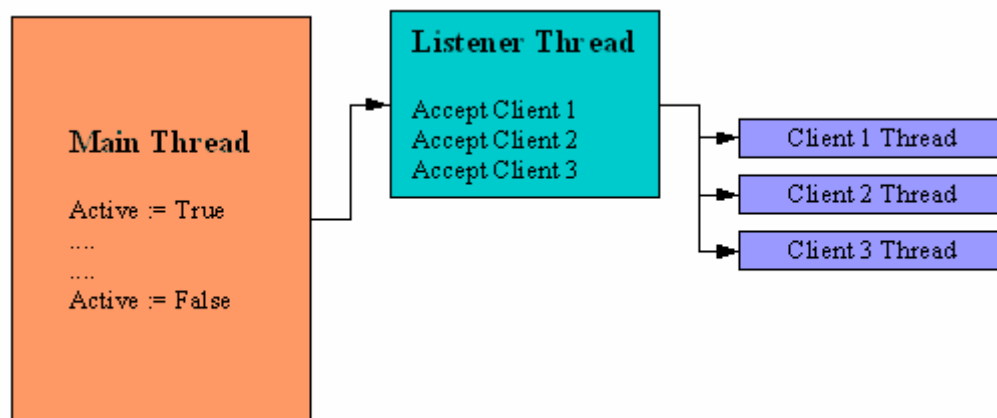 Main Thread
Active := True
....
....
Active := False
Listener Thread
Accept Client 1
Accept Client 2
Accept Client 3
Client 1 Thread
Client 2 Thread
Client 3 Thread